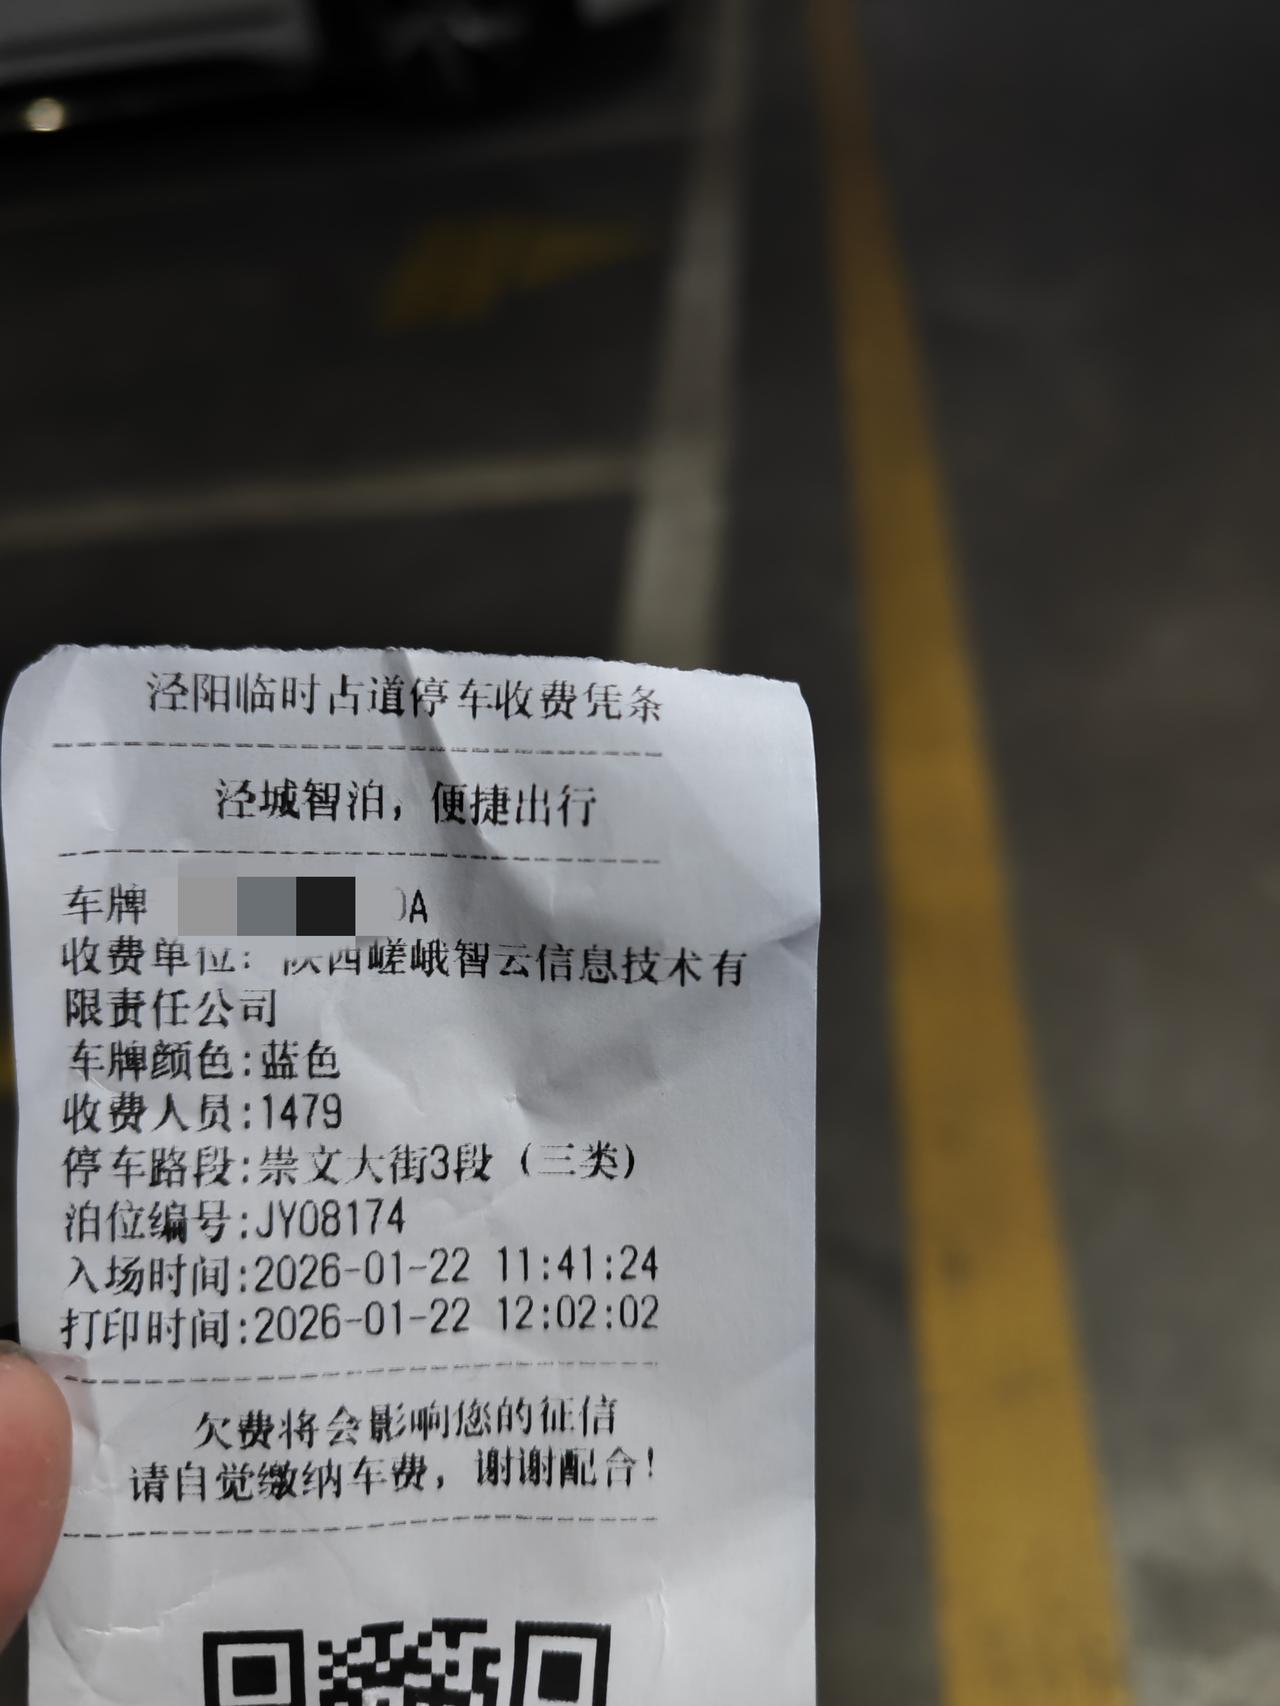 泾阳临时占道停车收费凭条
泾城智泊，便捷出行
车牌 A
收费单位: 陕西嵯峨智云信息技术有
限责任公司
车牌颜色:蓝色
收费人员:1479
停车路段:崇文大街3段（三类）
泊位编号:JY08174
入场时间:2026-01-22 11:41:24
打印时间:2026-01-22 12:02:02
欠费将会影响您的征信
请自觉缴纳车费，谢谢配合！